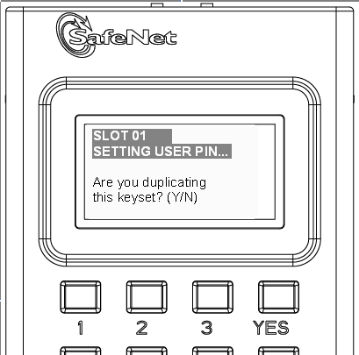 SafeNet
SLOT 01
SETTING USER PIN...
Are you duplicating
this keyset? (Y/N)
1 2 3 YES